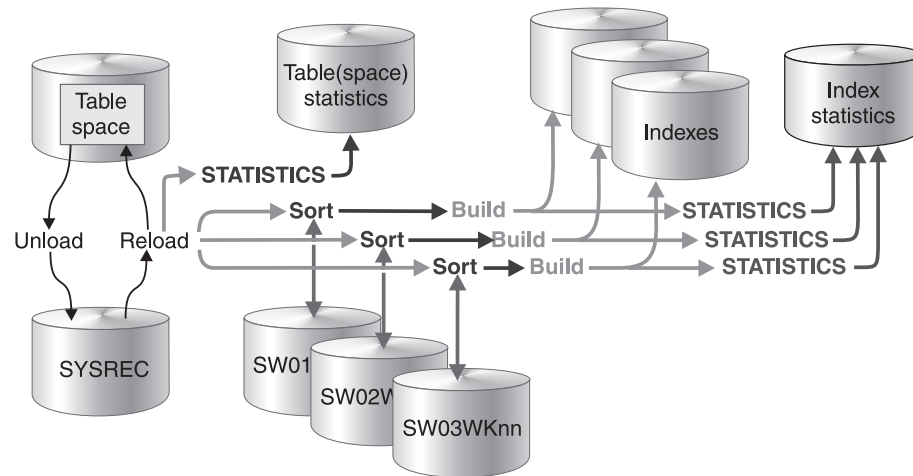 Table
space
Table(space)
statistics
Indexes
Index
statistics
STATISTICS
Sort
Build
STATISTICS
Unload
Reload
Sort
Build
STATISTICS
Sort
Build
STATISTICS
SYSREC
SW01
SW02W
SW03WKnn